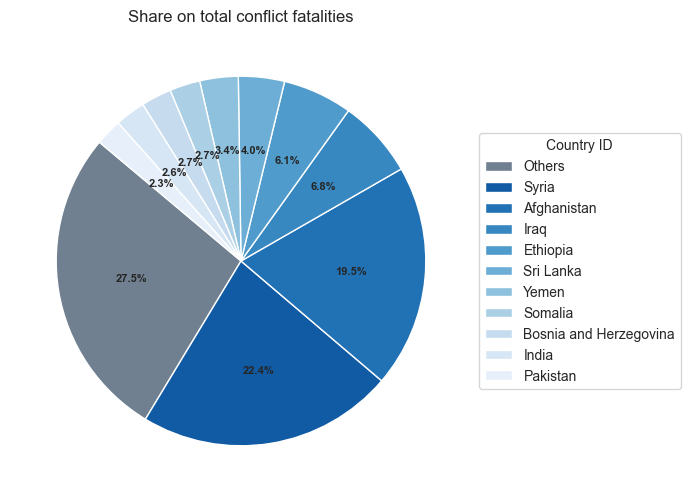 Share on total conflict fatalities
2.7%
3.4%
4.0%
6.1%
2.7%
2.6%
2.3%
6.8%
27.5%
19.5%
22.4%
Country ID
Others
Syria
Afghanistan
Iraq
Ethiopia
Sri Lanka
Yemen
Somalia
Bosnia and Herzegovina
India
Pakistan